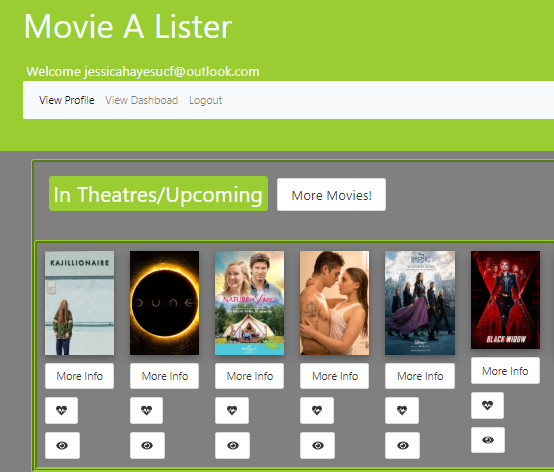 Movie A Lister
Welcome jessicahayesucf@outlook.com
View Profile View Dashboad Logout
In Theatres/Upcoming More Movies!
KAJILLIONAIRE
DUNE
NATURE of Love
BLACK WIDOW
More Info More Info More Info More Info More Info More Info